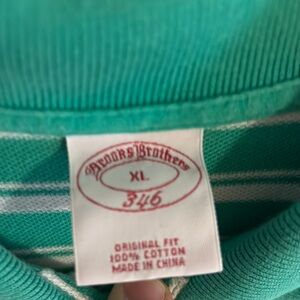 Brooks Brothers
XL
346
ORIGINAL FIT
100% COTTON
MADE IN CHINA